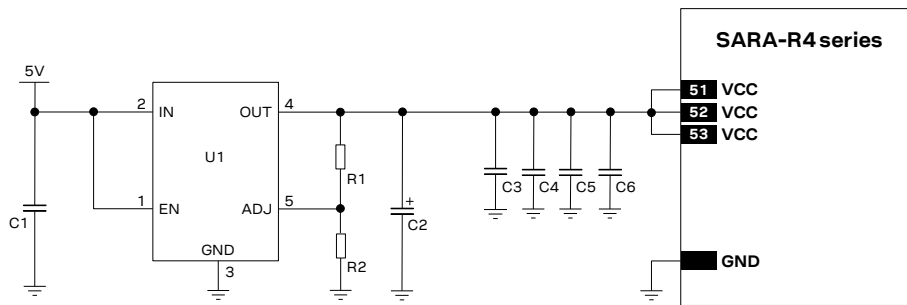 SARA-R4 series
5V
51 VCC
2 IN OUT 4
52 VCC
53 VCC
U1
R1
C3 C4 C5 C6
1 EN ADJ 5
C1
C2
GND
R2
3
GND
+